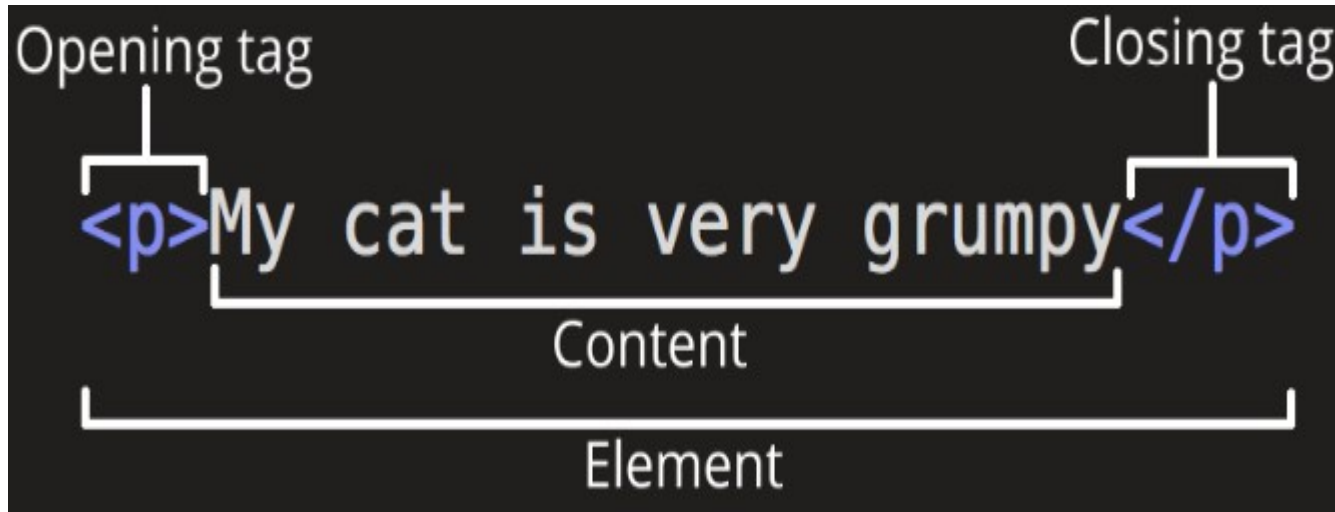 Opening tag
Closing tag
<p>My cat is very grumpy</p>
Content
Element